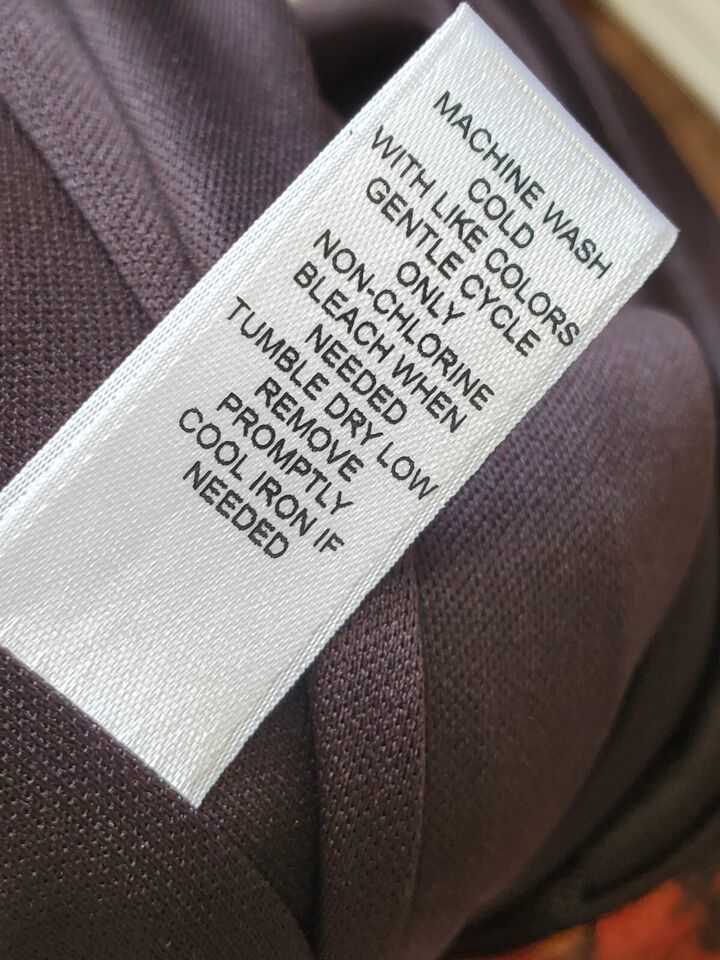 MACHINE WASH
COLD
WITH LIKE COLORS
GENTLE CYCLE
ONLY
NON-CHLORINE
BLEACH WHEN
NEEDED
TUMBLE DRY LOW
REMOVE
PROMPTLY
COOL IRON IF
NEEDED